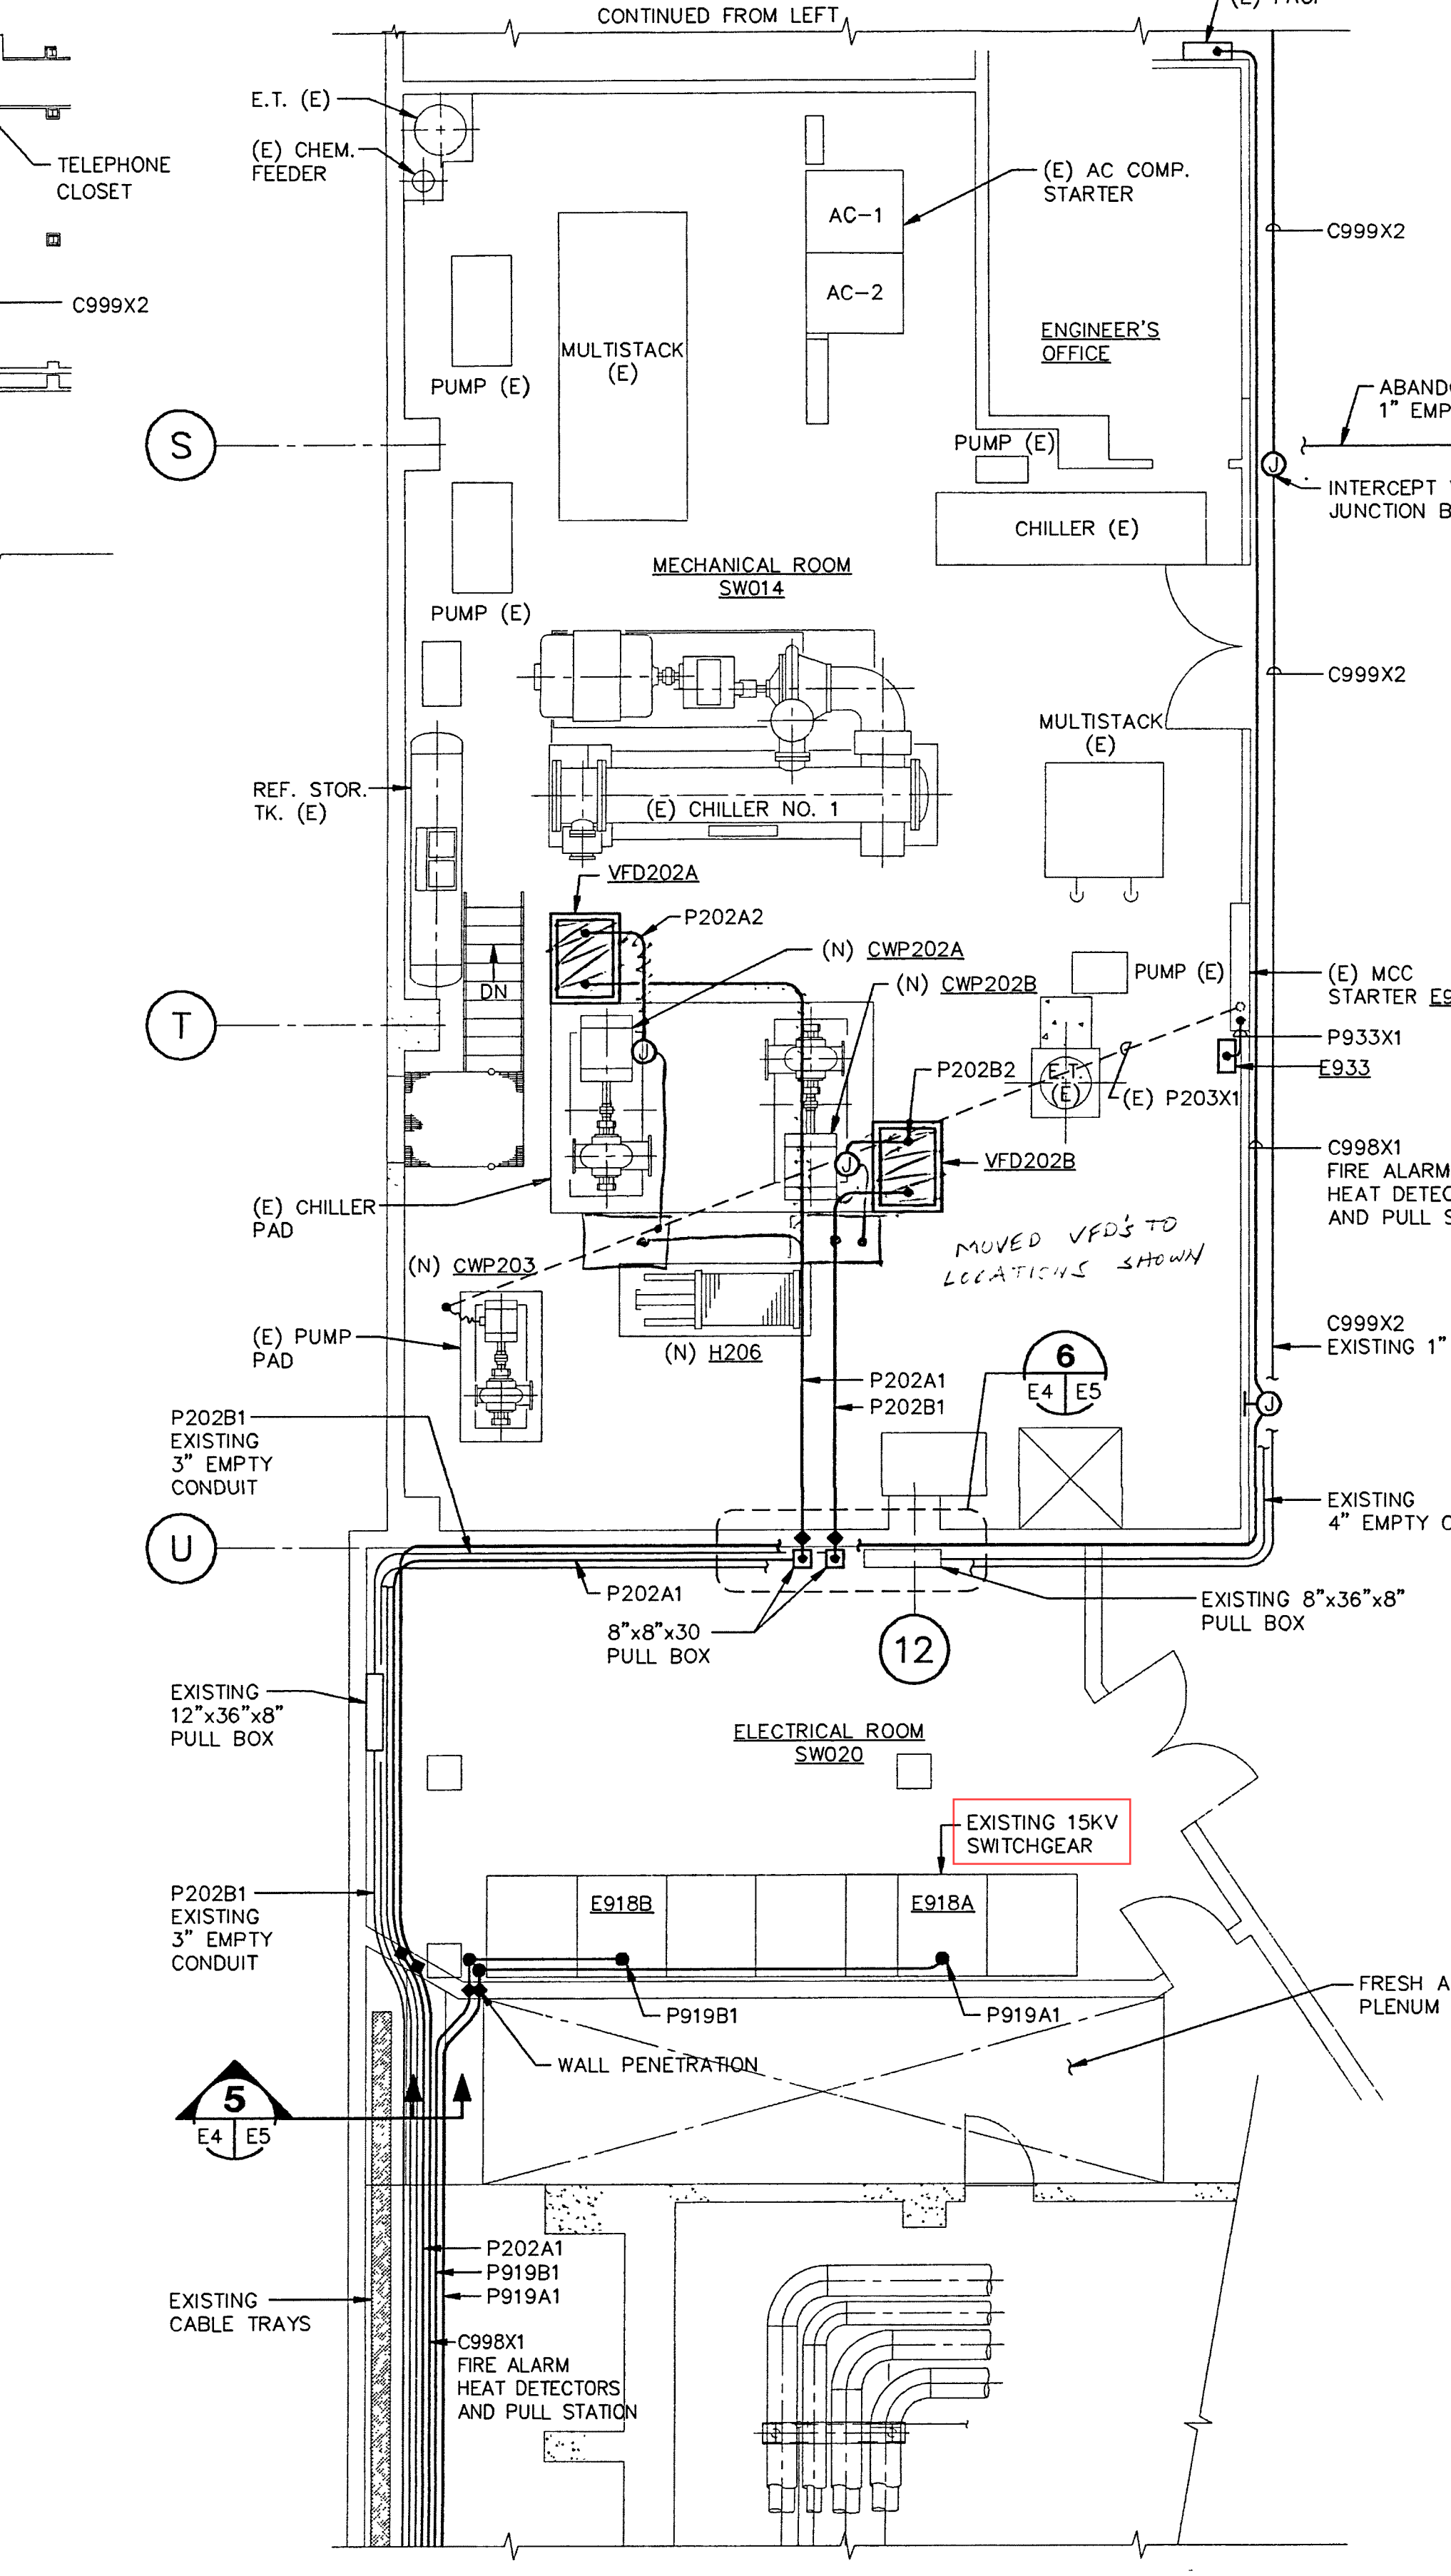 CONTINUED FROM LEFT
E.T. (E)
(E) CHEM.
FEEDER
TELEPHONE
CLOSET
C999X2
(E) AC COMP.
STARTER
AC-1
AC-2
C999X2
MULTISTACK
(E)
ENGINEER'S
OFFICE
PUMP (E)
1" 
S
PUMP (E)
J
INTERCEPT
JUNCTION
CHILLER (E)
MECHANICAL ROOM
SW014
PUMP (E)
C999X2
MULTISTACK
(E)
REF. STOR.
TK. (E)
(E) CHILLER NO. 1
VFD202A
P202A2
(N) CWP202A
(N) CWP202B
PUMP (E)
(E) MCC
STARTER
DN
T
J
P933X1
P202B2
E.T.
(E)
E933
(E) P203X1
J
VFD202B
C998X1
FIRE ALARM
HEAT
AND PULL
(E) CHILLER
PAD
MOVED VFD'S TO
LOCATIONS SHOWN
(N) CWP203
(E) PUMP
PAD
(N) H206
C999X2
EXISTING 1"
6
E4 E5
P202A1
P202B1
J
P202B1
EXISTING
3" EMPTY
CONDUIT
EXISTING
4" EMPTY
U
P202A1
8"x8"x30
PULL BOX
12
EXISTING 8"x36"x8"
PULL BOX
EXISTING
12"x36"x8"
PULL BOX
ELECTRICAL ROOM
SW020
EXISTING 15KV
SWITCHGEAR
P202B1
EXISTING
3" EMPTY
CONDUIT
E918B
E918A
P919B1
P919A1
FRESH
PLENUM
WALL PENETRATION
5
E4 E5
P202A1
P919B1
P919A1
EXISTING
CABLE TRAYS
C998X1
FIRE ALARM
HEAT DETECTORS
AND PULL STATION